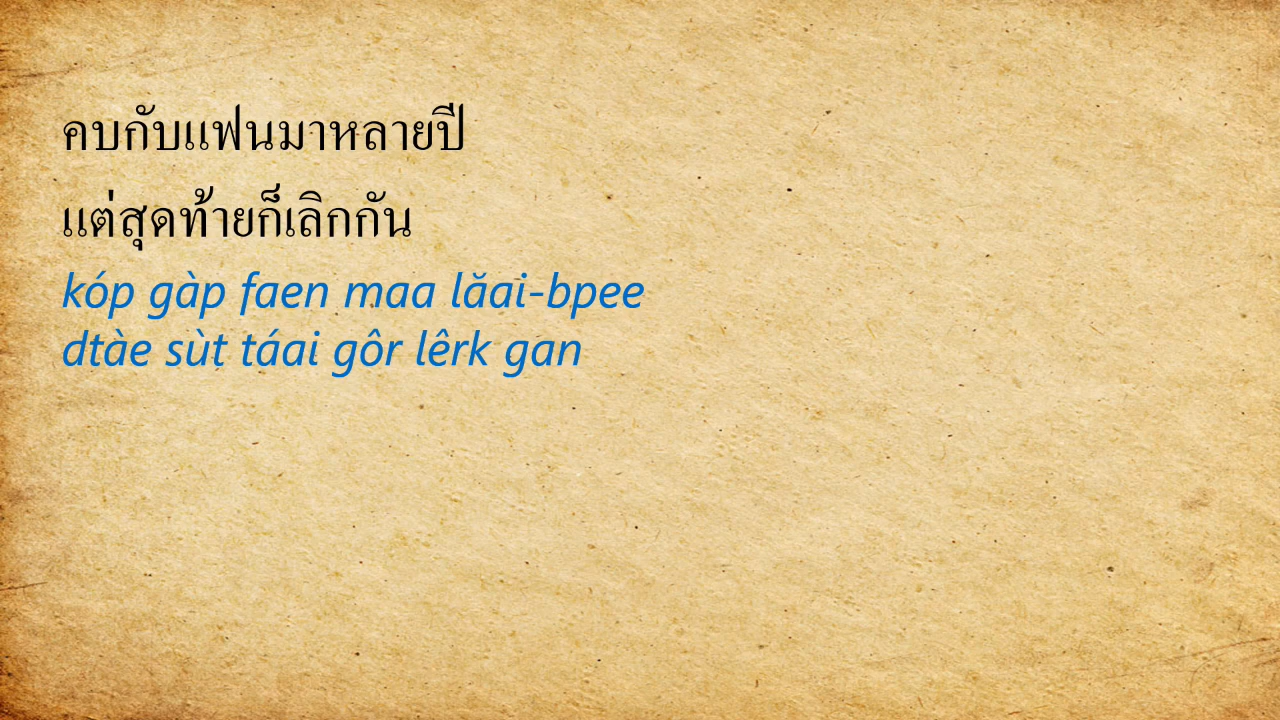 คบกับแฟนมาหลายปี
แต่สุดท้ายก็เลิกกัน
kóp gàp faen maa lăai-bpee
dtàe sùt táai gôr lêrk gan